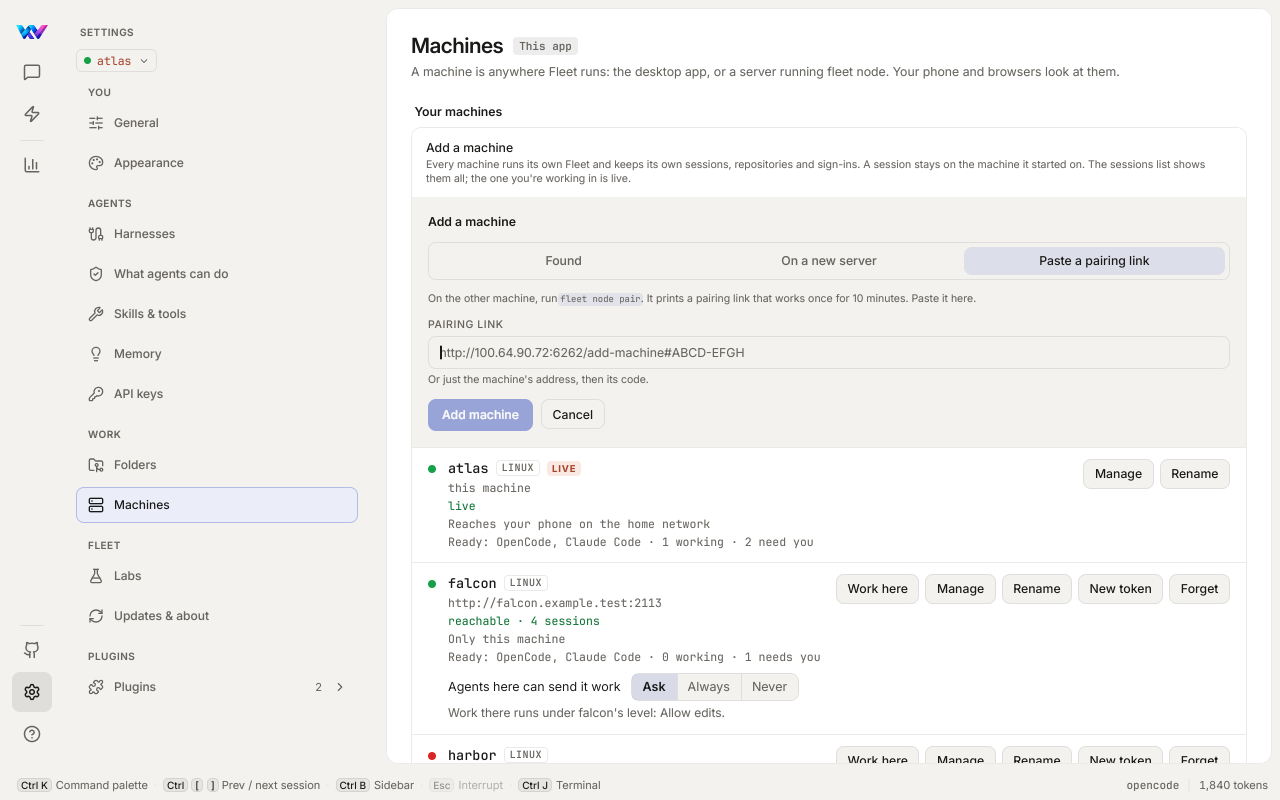 SETTINGS
atlas
YOU
General
Appearance
AGENTS
Harnesses
What agents can do
Skills & tools
Memory
API keys
WORK
Folders
Machines
FLEET
Labs
Updates & about
PLUGINS
Plugins 2
Machines This app
A machine is anywhere Fleet runs: the desktop app, or a server running fleet node. Your phone and browsers look at them.
Your machines
Add a machine
Every machine runs its own Fleet and keeps its own sessions, repositories and sign-ins. A session stays on the machine it started on. The sessions list shows
them all; the one you're working in is live.
Add a machine
Found On a new server Paste a pairing link
On the other machine, run fleet node pair. It prints a pairing link that works once for 10 minutes. Paste it here.
PAIRING LINK
http://100.64.90.72:6262/add-machine#ABCD-EFGH
Or just the machine's address, then its code.
Add machine Cancel
atlas LINUX LIVE Manage Rename
this machine
live
Reaches your phone on the home network
Ready: OpenCode, Claude Code · 1 working · 2 need you
falcon LINUX Work here Manage Rename New token Forget
http://falcon.example.test:2113
reachable · 4 sessions
Only this machine
Ready: OpenCode, Claude Code · 0 working · 1 needs you
Agents here can send it work Ask Always Never
Work there runs under falcon's level: Allow edits.
harbor LINUX Work here Manage Rename New token Forget
Ctrl K Command palette · Ctrl [ ] Prev / next session · Ctrl B Sidebar · Esc Interrupt · Ctrl J Terminal
opencode 1,840 tokens